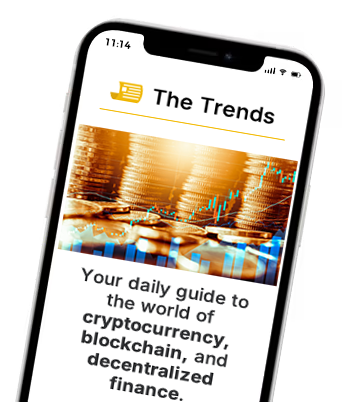 11:14
The Trends
Your daily guide to
the world of
cryptocurrency,
blockchain, and
decentralized
finance.